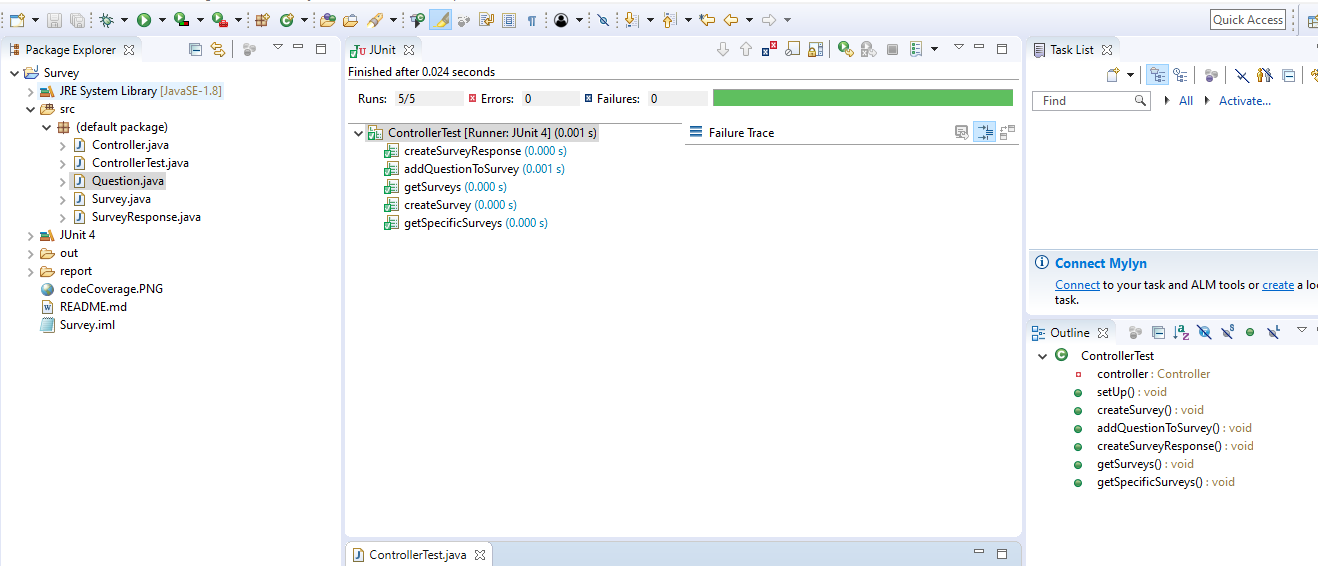 Quick Access
Package Explorer
Survey
JRE System Library [JavaSE-1.8]
src
(default package)
Controller.java
ControllerTest.java
Question.java
Survey.java
SurveyResponse.java
JUnit 4
out
report
codeCoverage.PNG
README.md
Survey.iml
JUnit
Finished after 0.024 seconds
Runs: 5/5 Errors: 0 Failures: 0
ControllerTest [Runner: JUnit 4] (0.001 s)
createSurveyResponse (0.000 s)
addQuestionToSurvey (0.001 s)
getSurveys (0.000 s)
createSurvey (0.000 s)
getSpecificSurveys (0.000 s)
Failure Trace
ControllerTest.java
Task List
Find All Activate...
Connect Mylyn
Connect to your task and ALM tools or create a lo
task.
Outline
ControllerTest
controller : Controller
setUp() : void
createSurvey() : void
addQuestionToSurvey() : void
createSurveyResponse() : void
getSurveys() : void
getSpecificSurveys() : void